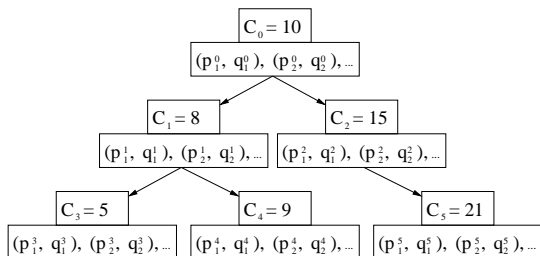 C₀ = 10
(p₁⁰, q₁⁰), (p₂⁰, q₂⁰), ...
C₁ = 8
C₂ = 15
(p₁¹, q₁¹), (p₂¹, q₂¹), ...
(p₁², q₁²), (p₂², q₂²), ...
C₃ = 5
C₄ = 9
C₅ = 21
(p₁³, q₁³), (p₂³, q₂³), ...
(p₁⁴, q₁⁴), (p₂⁴, q₂⁴), ...
(p₁⁵, q₁⁵), (p₂⁵, q₂⁵), ...